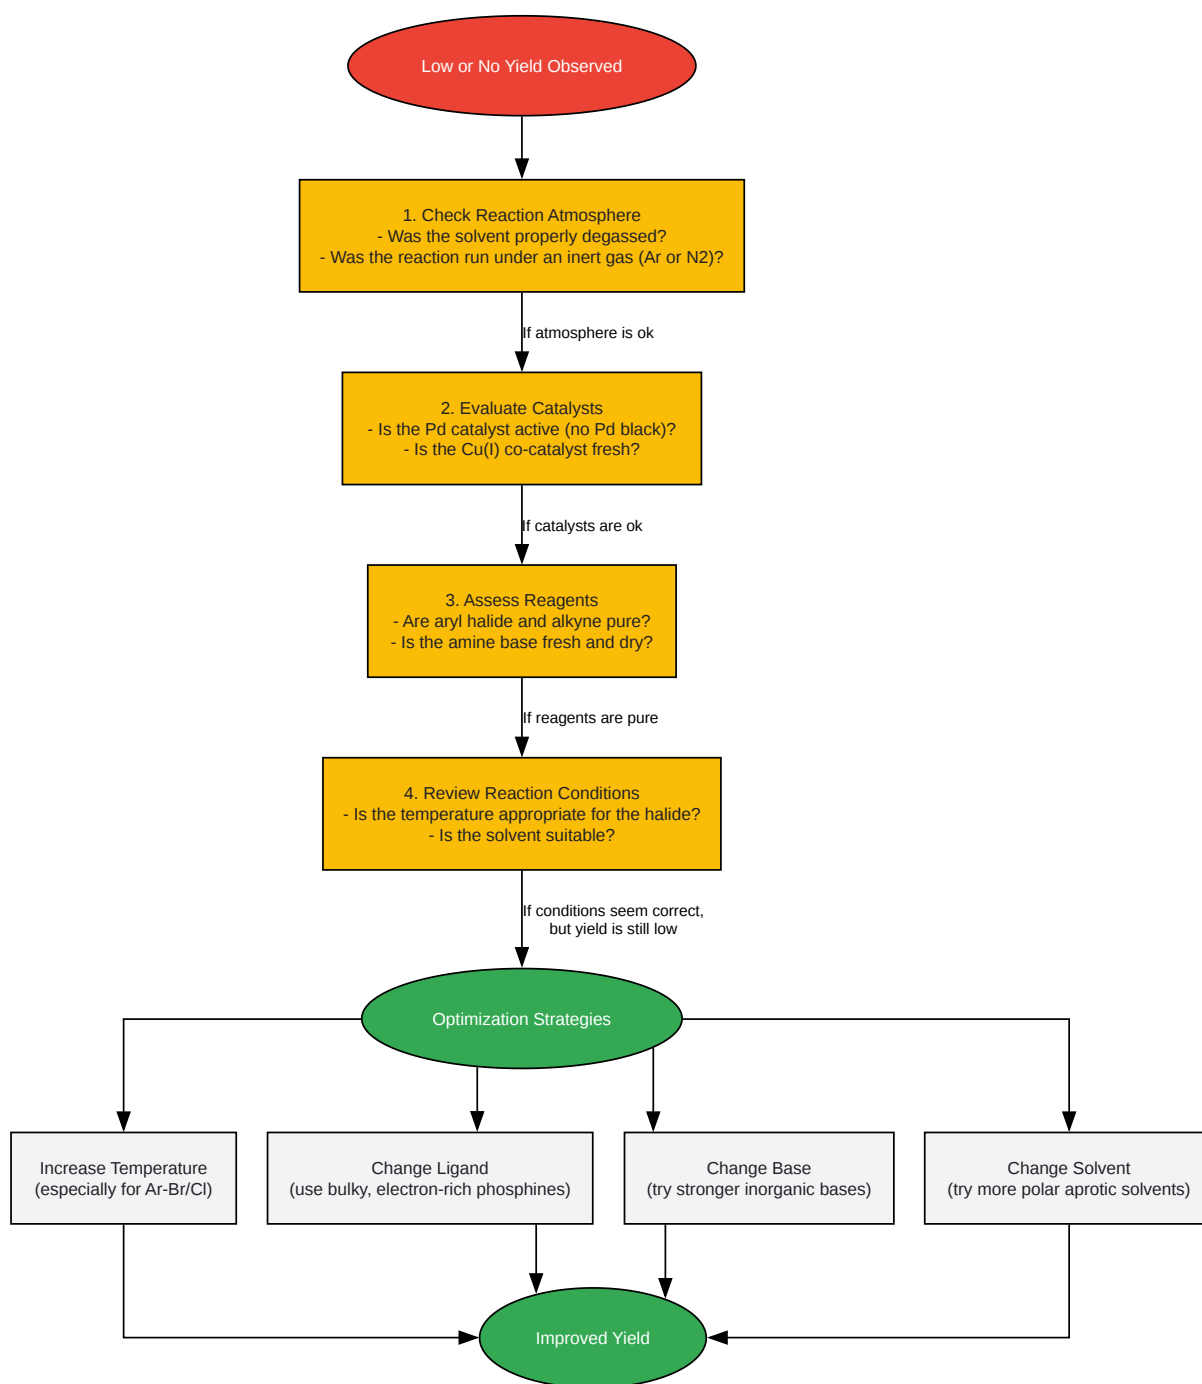 Low or No Yield Observed
1. Check Reaction Atmosphere
- Was the solvent properly degassed?
- Was the reaction run under an inert gas (Ar or N2)?
If atmosphere is ok
2. Evaluate Catalysts
- Is the Pd catalyst active (no Pd black)?
- Is the Cu(I) co-catalyst fresh?
If catalysts are ok
3. Assess Reagents
- Are aryl halide and alkyne pure?
- Is the amine base fresh and dry?
If reagents are pure
4. Review Reaction Conditions
- Is the temperature appropriate for the halide?
- Is the solvent suitable?
If conditions seem correct,
but yield is still low
Optimization Strategies
Increase Temperature
(especially for Ar-Br/Cl)
Change Ligand
(use bulky, electron-rich phosphines)
Change Base
(try stronger inorganic bases)
Change Solvent
(try more polar aprotic solvents)
Improved Yield